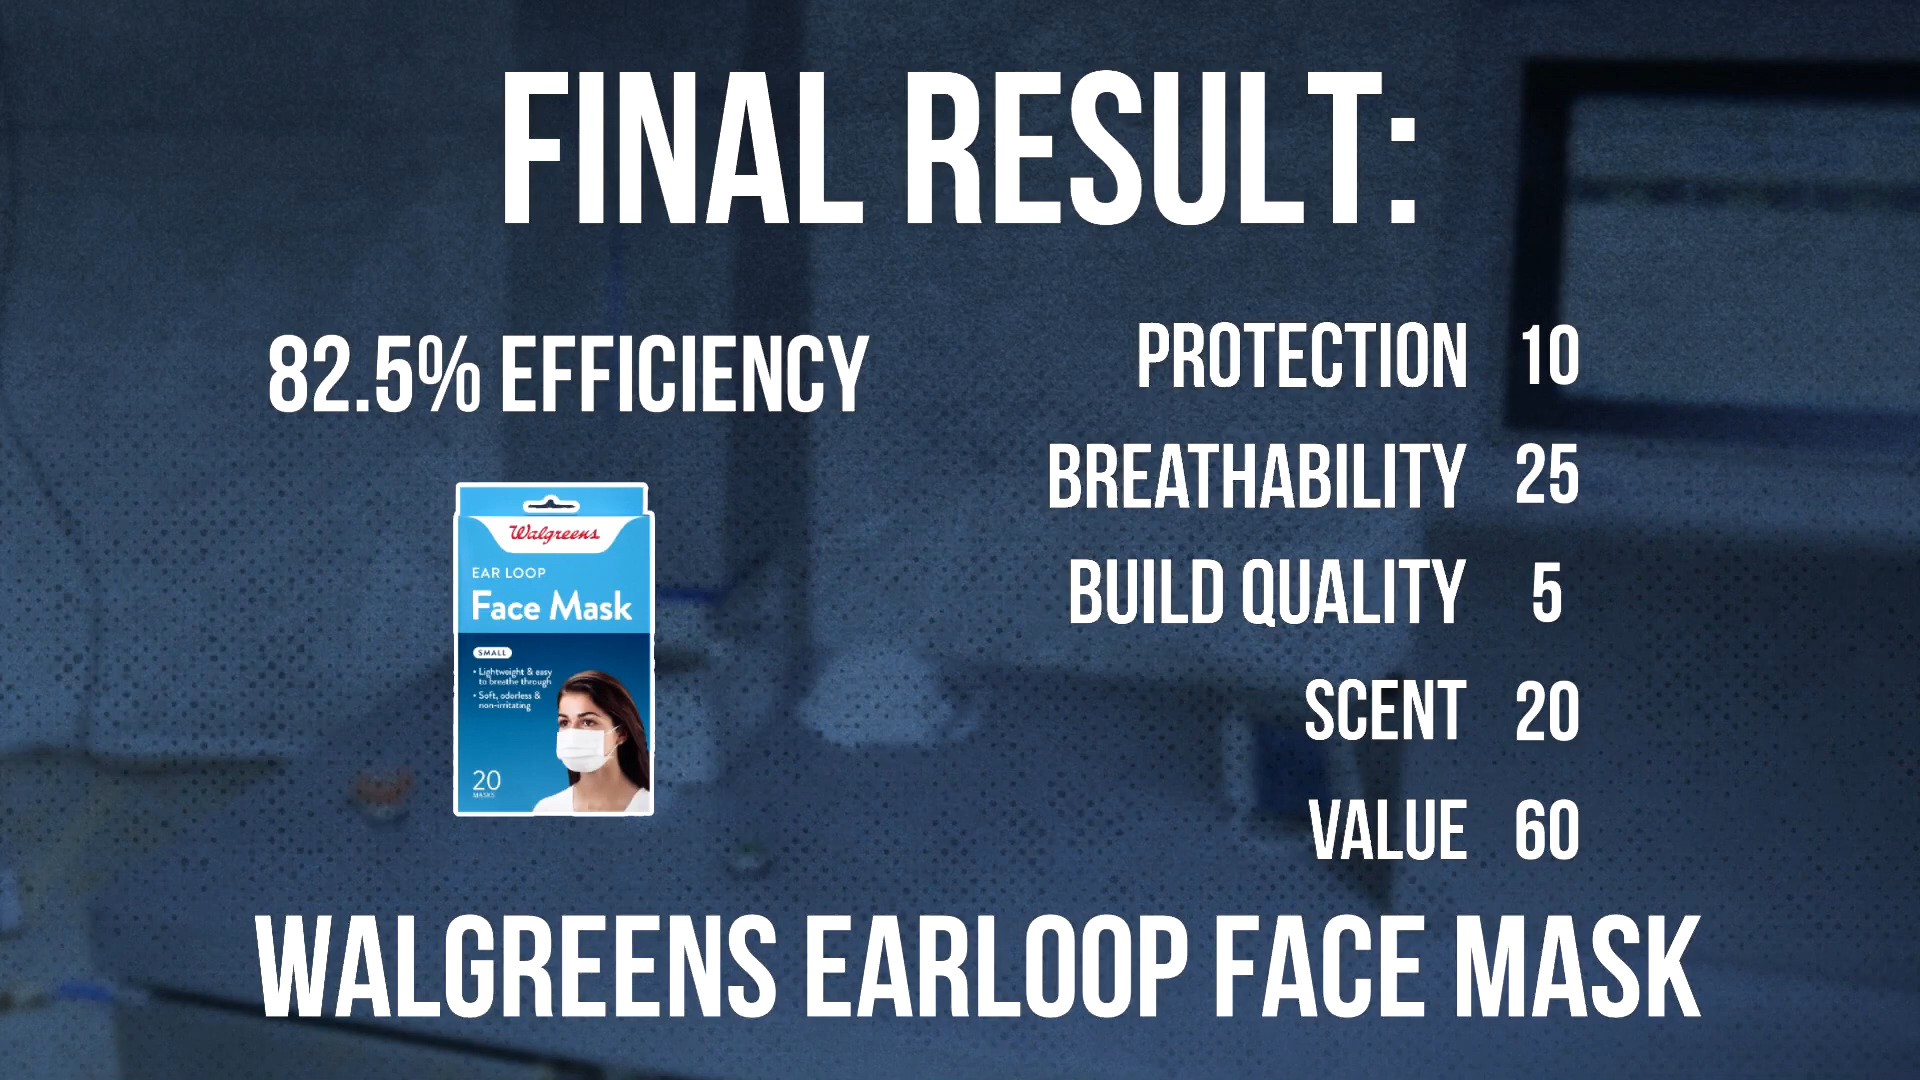 FINAL RESULT:
82.5% EFFICIENCY
Walgreens
EAR LOOP
Face Mask
SMALL
• Lightweight & easy
to breathe through
• Soft, odorless &
non-irritating
20
MASKS
PROTECTION 10
BREATHABILITY 25
BUILD QUALITY 5
SCENT 20
VALUE 60
WALGREENS EARLOOP FACE MASK